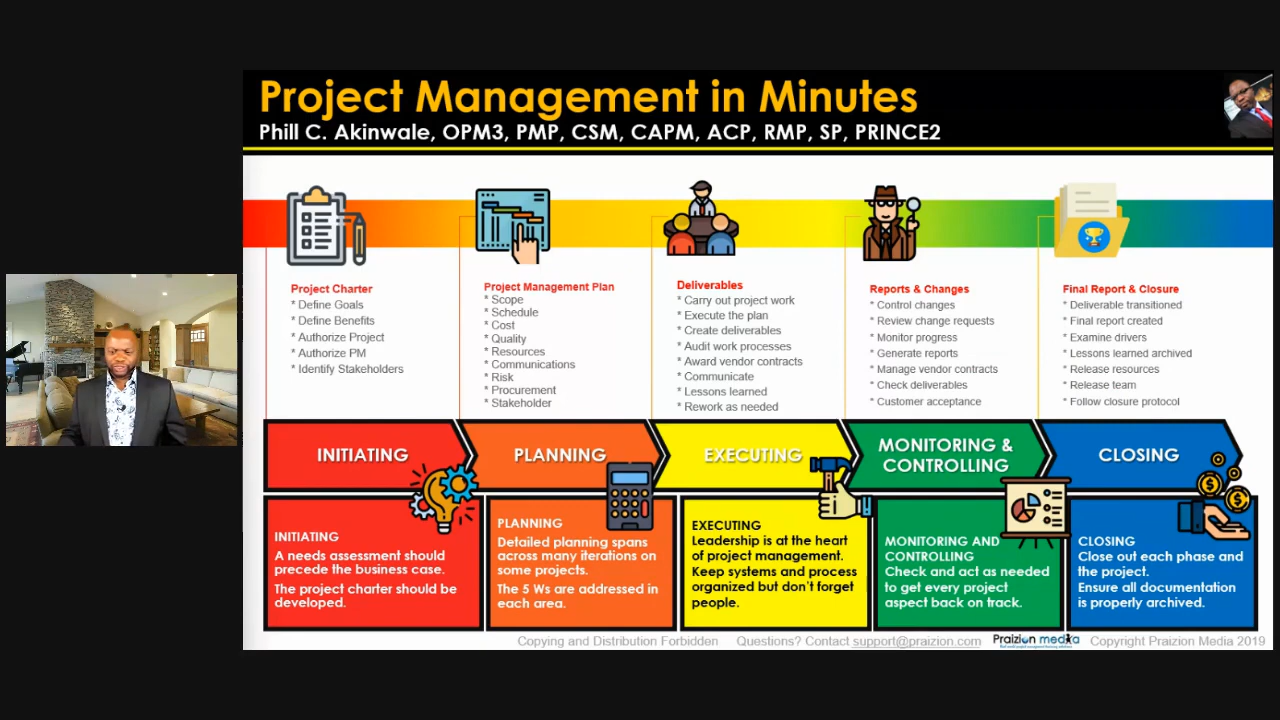 Project Management in Minutes
Phill C. Akinwale, OPM3, PMP, CSM, CAPM, ACP, RMP, SP, PRINCE2
Project Charter
* Define Goals
* Define Benefits
* Authorize Project
* Authorize PM
* Identify Stakeholders
Project Management Plan
* Scope
* Schedule
* Cost
* Quality
* Resources
* Communications
* Risk
* Procurement
* Stakeholder
Deliverables
* Carry out project work
* Execute the plan
* Create deliverables
* Audit work processes
* Award vendor contracts
* Communicate
* Lessons learned
* Rework as needed
Reports & Changes
* Control changes
* Review change requests
* Monitor progress
* Generate reports
* Manage vendor contracts
* Check deliverables
* Customer acceptance
Final Report & Closure
* Deliverable transitioned
* Final report created
* Examine drivers
* Lessons learned archived
* Release resources
* Release team
* Follow closure protocol
INITIATING
PLANNING
EXECUTING
MONITORING &
CONTROLLING
CLOSING
INITIATING
A needs assessment should
precede the business case.
The project charter should be
developed.
PLANNING
Detailed planning spans
across many iterations on
some projects.
The 5 Ws are addressed in
each area.
EXECUTING
Leadership is at the heart
of project management.
Keep systems and process
organized but don't forget
people.
MONITORING AND
CONTROLLING
Check and act as needed
to get every project
aspect back on track.
CLOSING
Close out each phase and
the project.
Ensure all documentation
is properly archived.
Copying and Distribution Forbidden Questions? Contact support@praizion.com Praizion media Copyright Praizion Media 2019